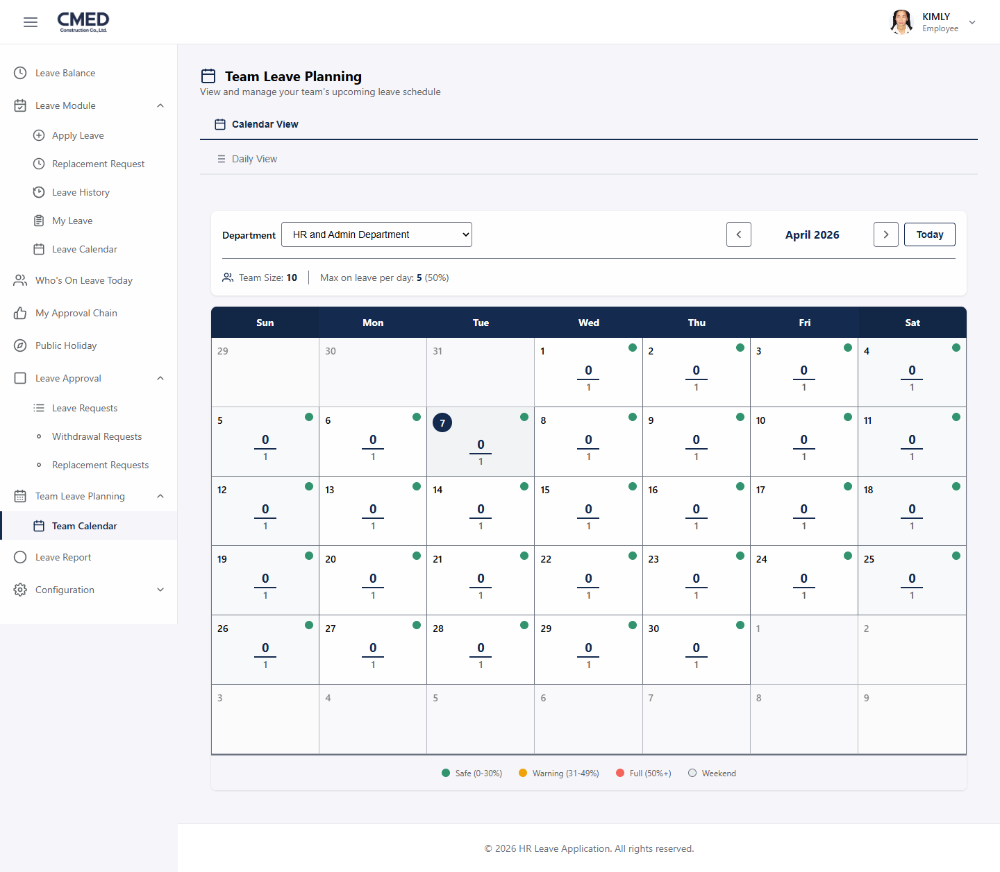 CMED
Construction Co.,Ltd.
KIMLY
Employee
Leave Balance
Leave Module
Apply Leave
Replacement Request
Leave History
My Leave
Leave Calendar
Who's On Leave Today
My Approval Chain
Public Holiday
Leave Approval
Leave Requests
Withdrawal Requests
Replacement Requests
Team Leave Planning
Team Calendar
Leave Report
Configuration
Team Leave Planning
View and manage your team's upcoming leave schedule
Calendar View
Daily View
Department HR and Admin Department April 2026 Today
Team Size: 10 Max on leave per day: 5 (50%)
Sun Mon Tue Wed Thu Fri Sat
29 30 31 1 2 3 4
0 0 0 0
1 1 1 1
5 6 7 8 9 10 11
0 0 0 0 0 0 0
1 1 1 1 1 1 1
12 13 14 15 16 17 18
0 0 0 0 0 0 0
1 1 1 1 1 1 1
19 20 21 22 23 24 25
0 0 0 0 0 0 0
1 1 1 1 1 1 1
26 27 28 29 30 1 2
0 0 0 0 0
1 1 1 1 1
3 4 5 6 7 8 9
Safe (0-30%) Warning (31-49%) Full (50%+) Weekend
© 2026 HR Leave Application. All rights reserved.